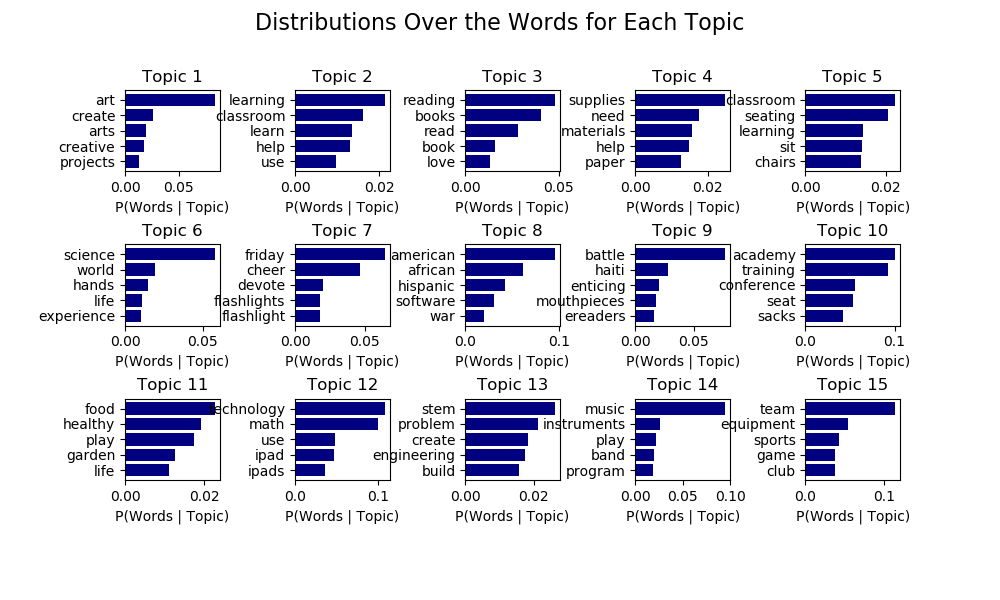 Distributions Over the Words for Each Topic
Topic 1
art
create
arts
creative
projects
0.00 0.05
P(Words | Topic)
Topic 2
learning
classroom
learn
help
use
0.00 0.02
P(Words | Topic)
Topic 3
reading
books
read
book
love
0.00 0.05
P(Words | Topic)
Topic 4
supplies
need
materials
help
paper
0.00 0.02
P(Words | Topic)
Topic 5
classroom
seating
learning
sit
chairs
0.00 0.02
P(Words | Topic)
Topic 6
science
world
hands
life
experience
0.00 0.05
P(Words | Topic)
Topic 7
friday
cheer
devote
flashlights
flashlight
0.00 0.05
P(Words | Topic)
Topic 8
american
african
hispanic
software
war
0.0 0.1
P(Words | Topic)
Topic 9
battle
haiti
enticing
mouthpieces
ereaders
0.00 0.05
P(Words | Topic)
Topic 10
academy
training
conference
seat
sacks
0.0 0.1
P(Words | Topic)
Topic 11
food
healthy
play
garden
life
0.00 0.02
P(Words | Topic)
Topic 12
technology
math
use
ipad
ipads
0.0 0.1
P(Words | Topic)
Topic 13
stem
problem
create
engineering
build
0.00 0.02
P(Words | Topic)
Topic 14
music
instruments
play
band
program
0.00 0.05 0.10
P(Words | Topic)
Topic 15
team
equipment
sports
game
club
0.0 0.1
P(Words | Topic)